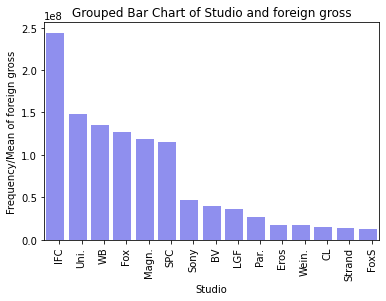 Grouped Bar Chart of Studio and foreign gross
1e8
Frequency/Mean of foreign gross
2.5
2.0
1.5
1.0
0.5
0.0
IFC
Uni.
WB
Fox
Magn.
SPC
Sony
BV
LGF
Par.
Eros
Wein.
CL
Strand
FoxS
Studio